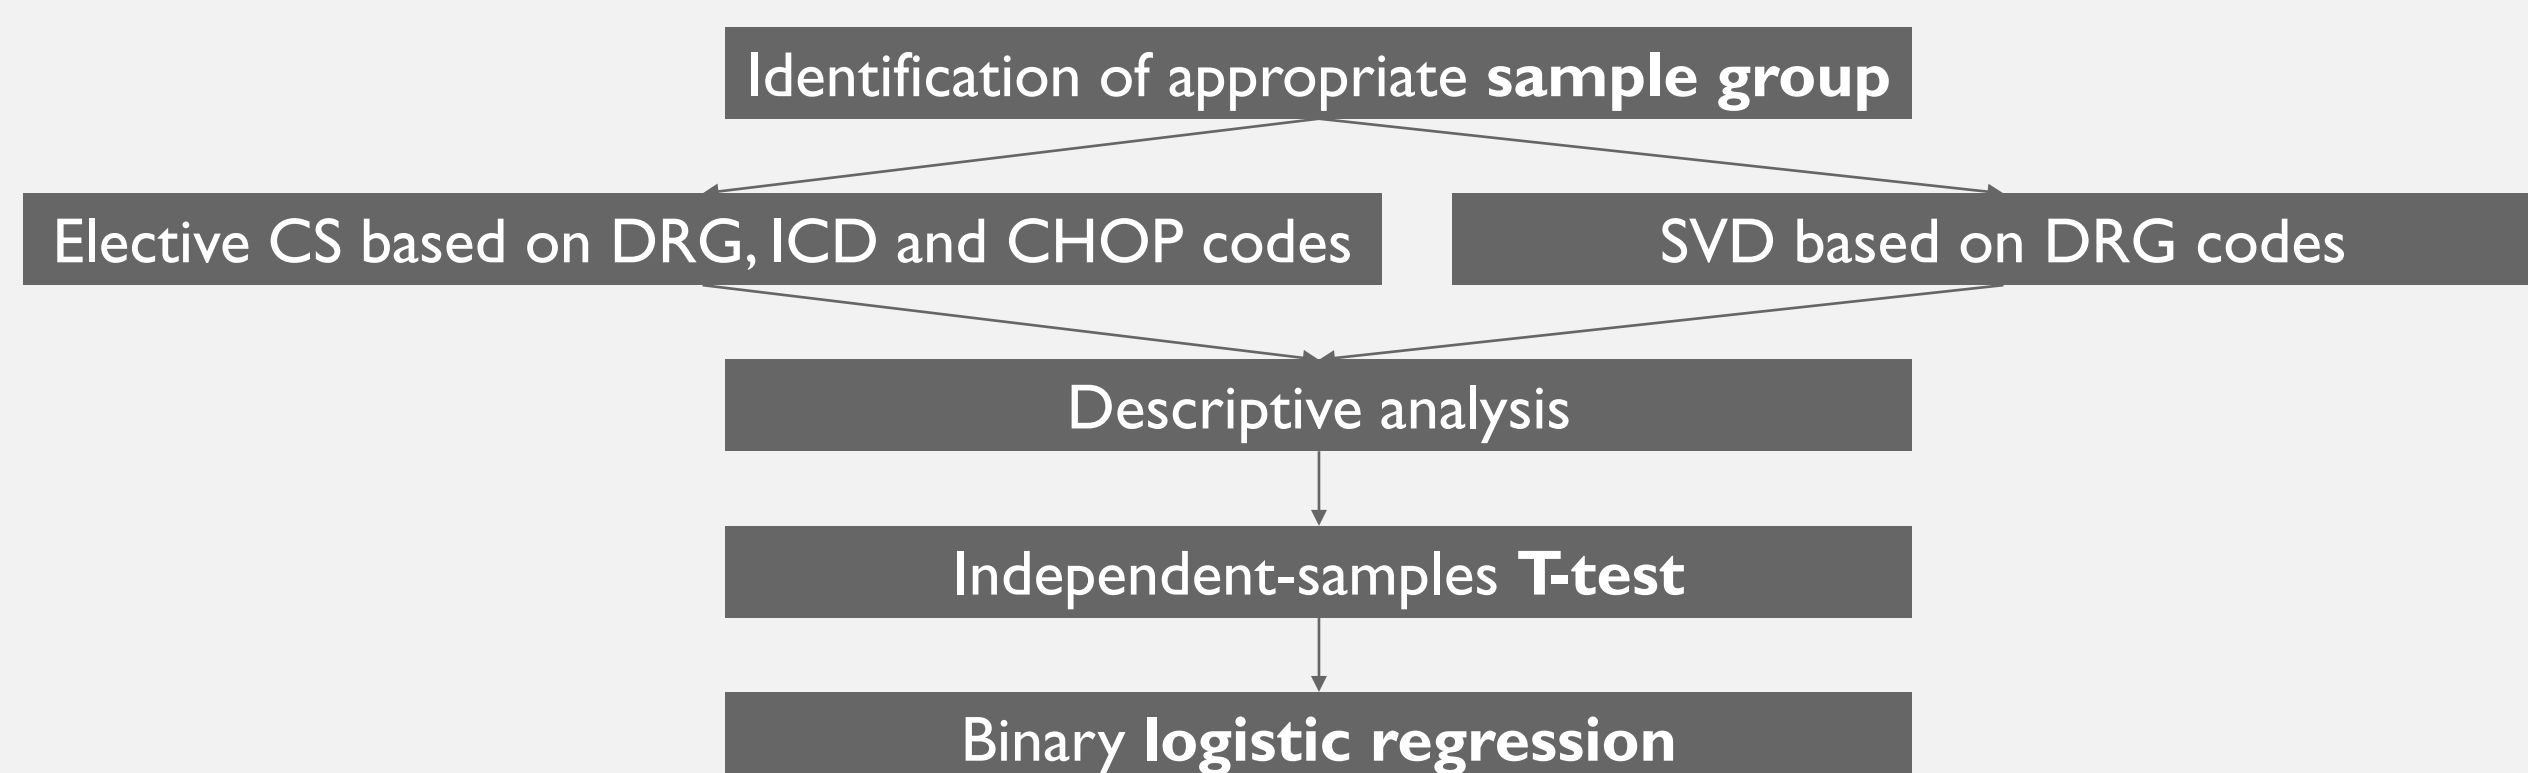 Identification of appropriate sample group
Elective CS based on DRG, ICD and CHOP codes
SVD based on DRG codes
Descriptive analysis
Independent-samples T-test
Binary logistic regression